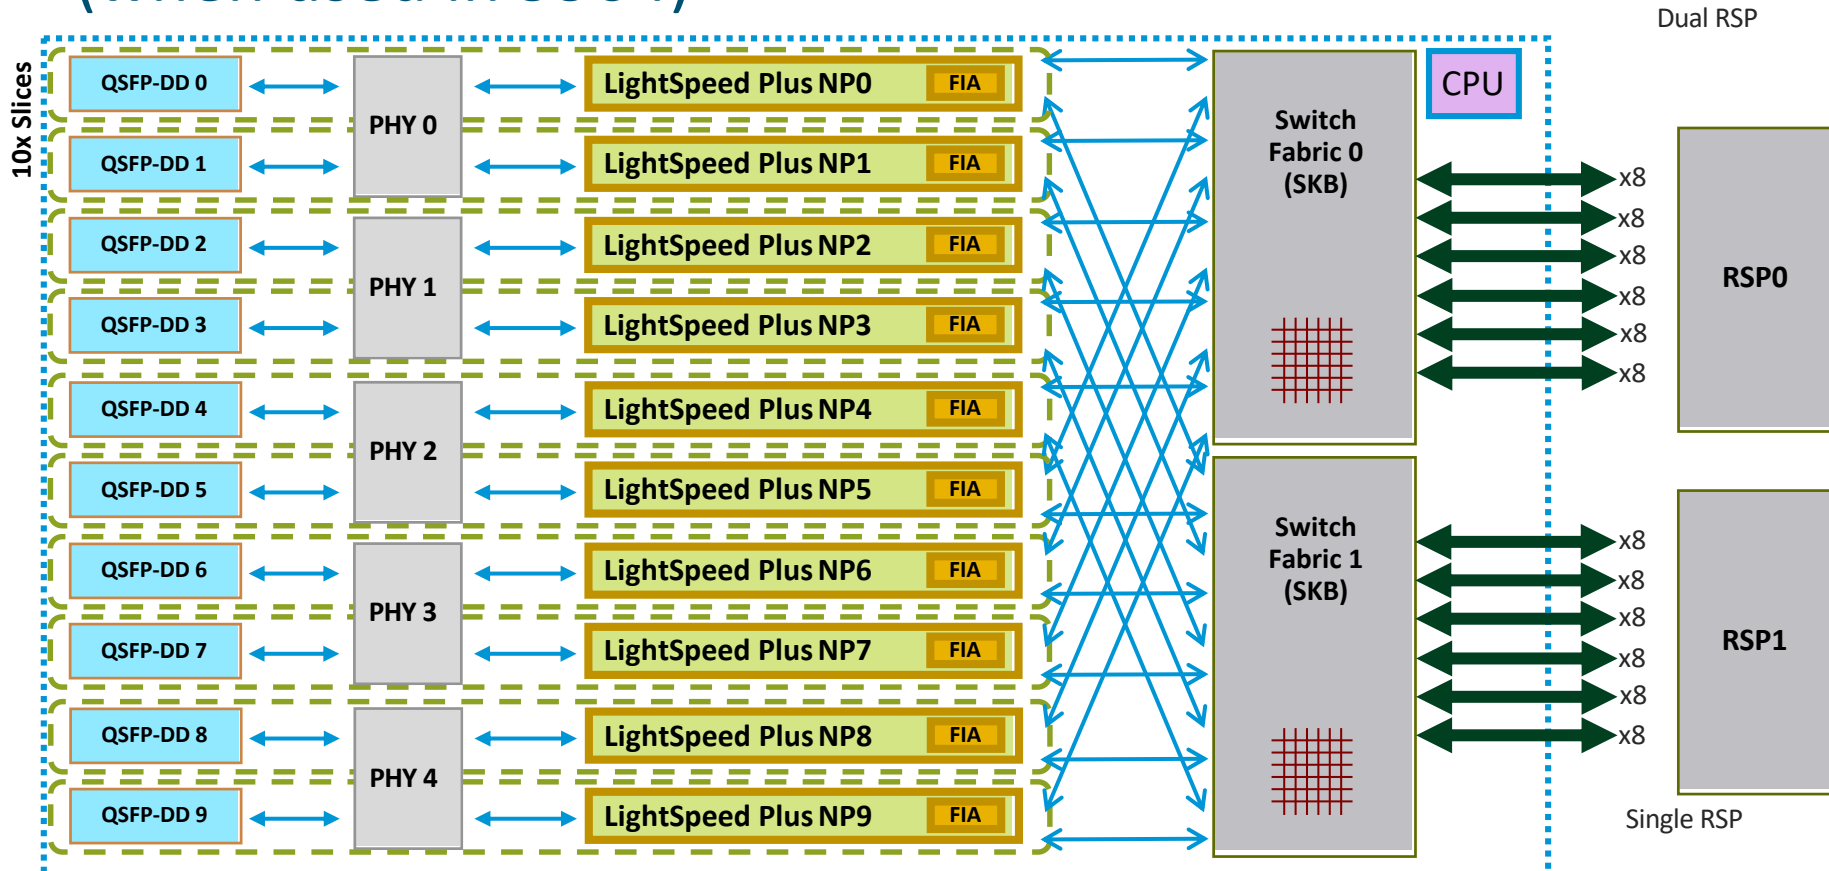 Dual RSP
10x Slices
QSFP-DD 0
PHY 0
LightSpeed Plus NP0
FIA
QSFP-DD 1
LightSpeed Plus NP1
FIA
QSFP-DD 2
PHY 1
LightSpeed Plus NP2
FIA
QSFP-DD 3
LightSpeed Plus NP3
FIA
QSFP-DD 4
PHY 2
LightSpeed Plus NP4
FIA
QSFP-DD 5
LightSpeed Plus NP5
FIA
QSFP-DD 6
PHY 3
LightSpeed Plus NP6
FIA
QSFP-DD 7
LightSpeed Plus NP7
FIA
QSFP-DD 8
PHY 4
LightSpeed Plus NP8
FIA
QSFP-DD 9
LightSpeed Plus NP9
FIA
Switch
Fabric 0
(SKB)
CPU
x8
x8
x8
x8
x8
x8
RSP0
Switch
Fabric 1
(SKB)
x8
x8
x8
x8
x8
x8
RSP1
Single RSP